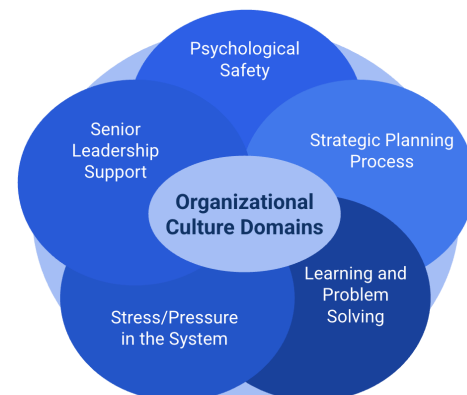 Psychological
Safety
Strategic Planning
Process
Learning and
Problem
Solving
Stress/Pressure
in the System
Senior
Leadership
Support
Organizational
Culture Domains